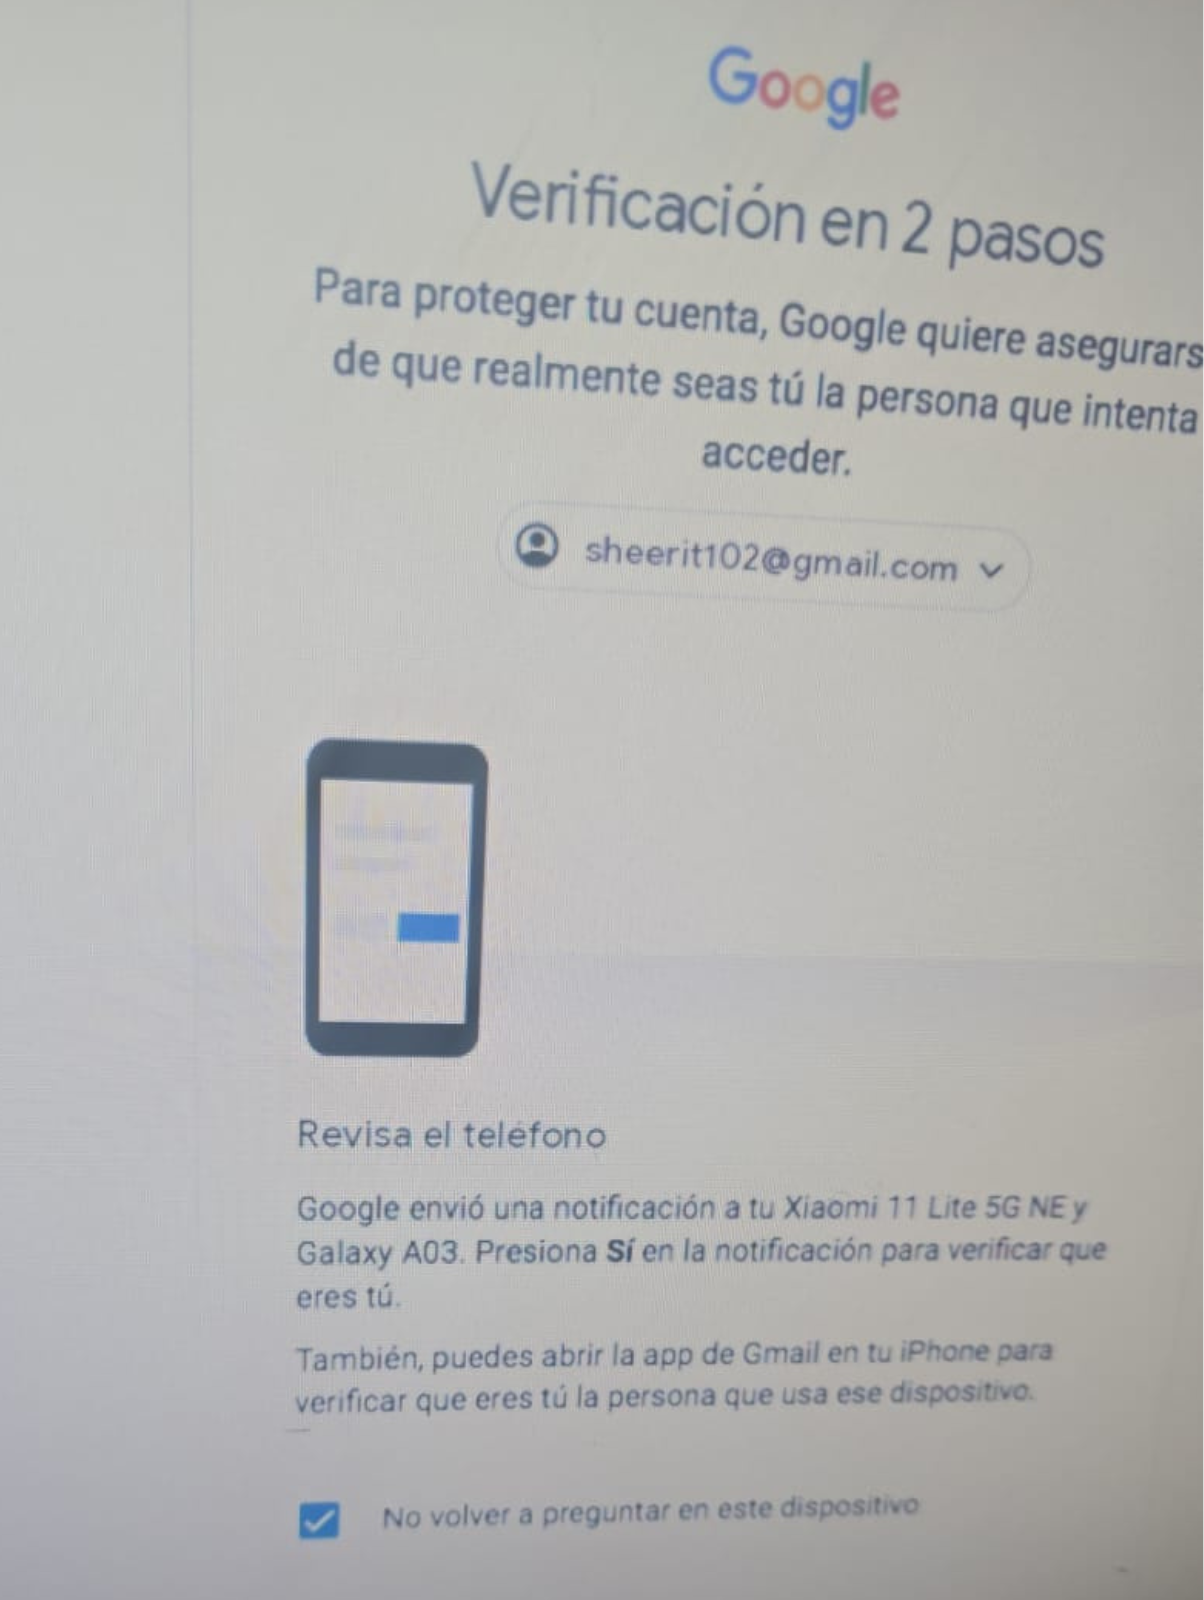 Google
Verificación en 2 pasos
Para proteger tu cuenta, Google quiere asegurars
de que realmente seas tú la persona que intenta
acceder.
sheerit102@gmail.com
Revisa el teléfono
Google envió una notificación a tu Xiaomi 11 Lite 5G NE y
Galaxy A03. Presiona Sí en la notificación para verificar que
eres tú.
También, puedes abrir la app de Gmail en tu iPhone para
verificar que eres tú la persona que usa ese dispositivo.
No volver a preguntar en este dispositivo